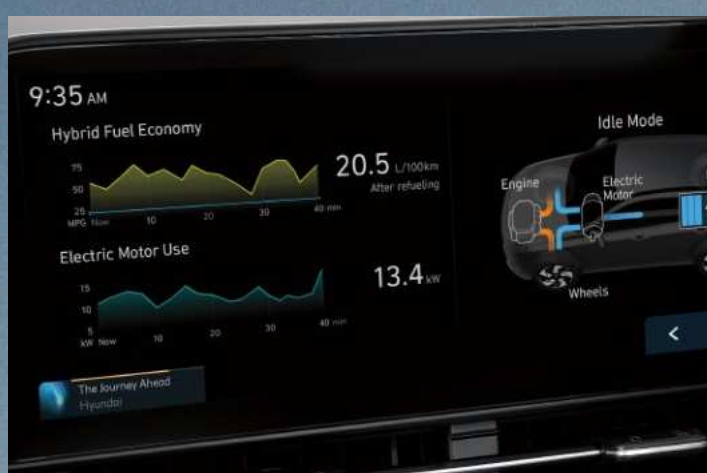 9:35 AM
Hybrid Fuel Economy
75
50
25
MPG Now 10 20 30 40 min
20.5 L/100km
After refueling
Electric Motor Use
15
10
5
kW Now 10 20 30 40 min
13.4 kW
The Journey Ahead
Hyundai
Idle Mode
Engine
Electric
Motor
Wheels
<